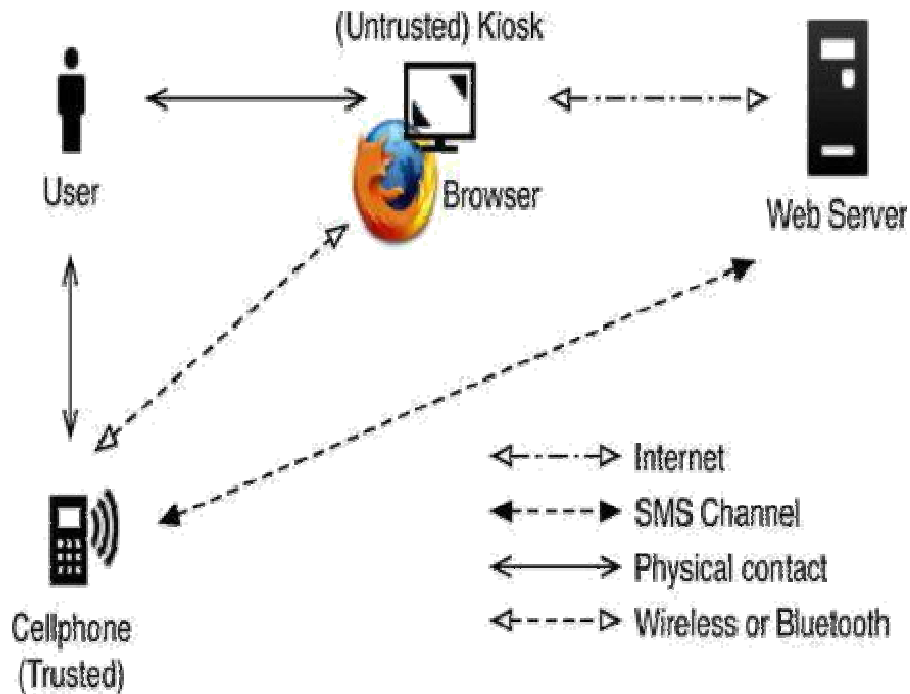 (Untrusted) Kiosk
User
Browser
Web Server
Internet
SMS Channel
Physical contact
Wireless or Bluetooth
Cellphone
(Trusted)